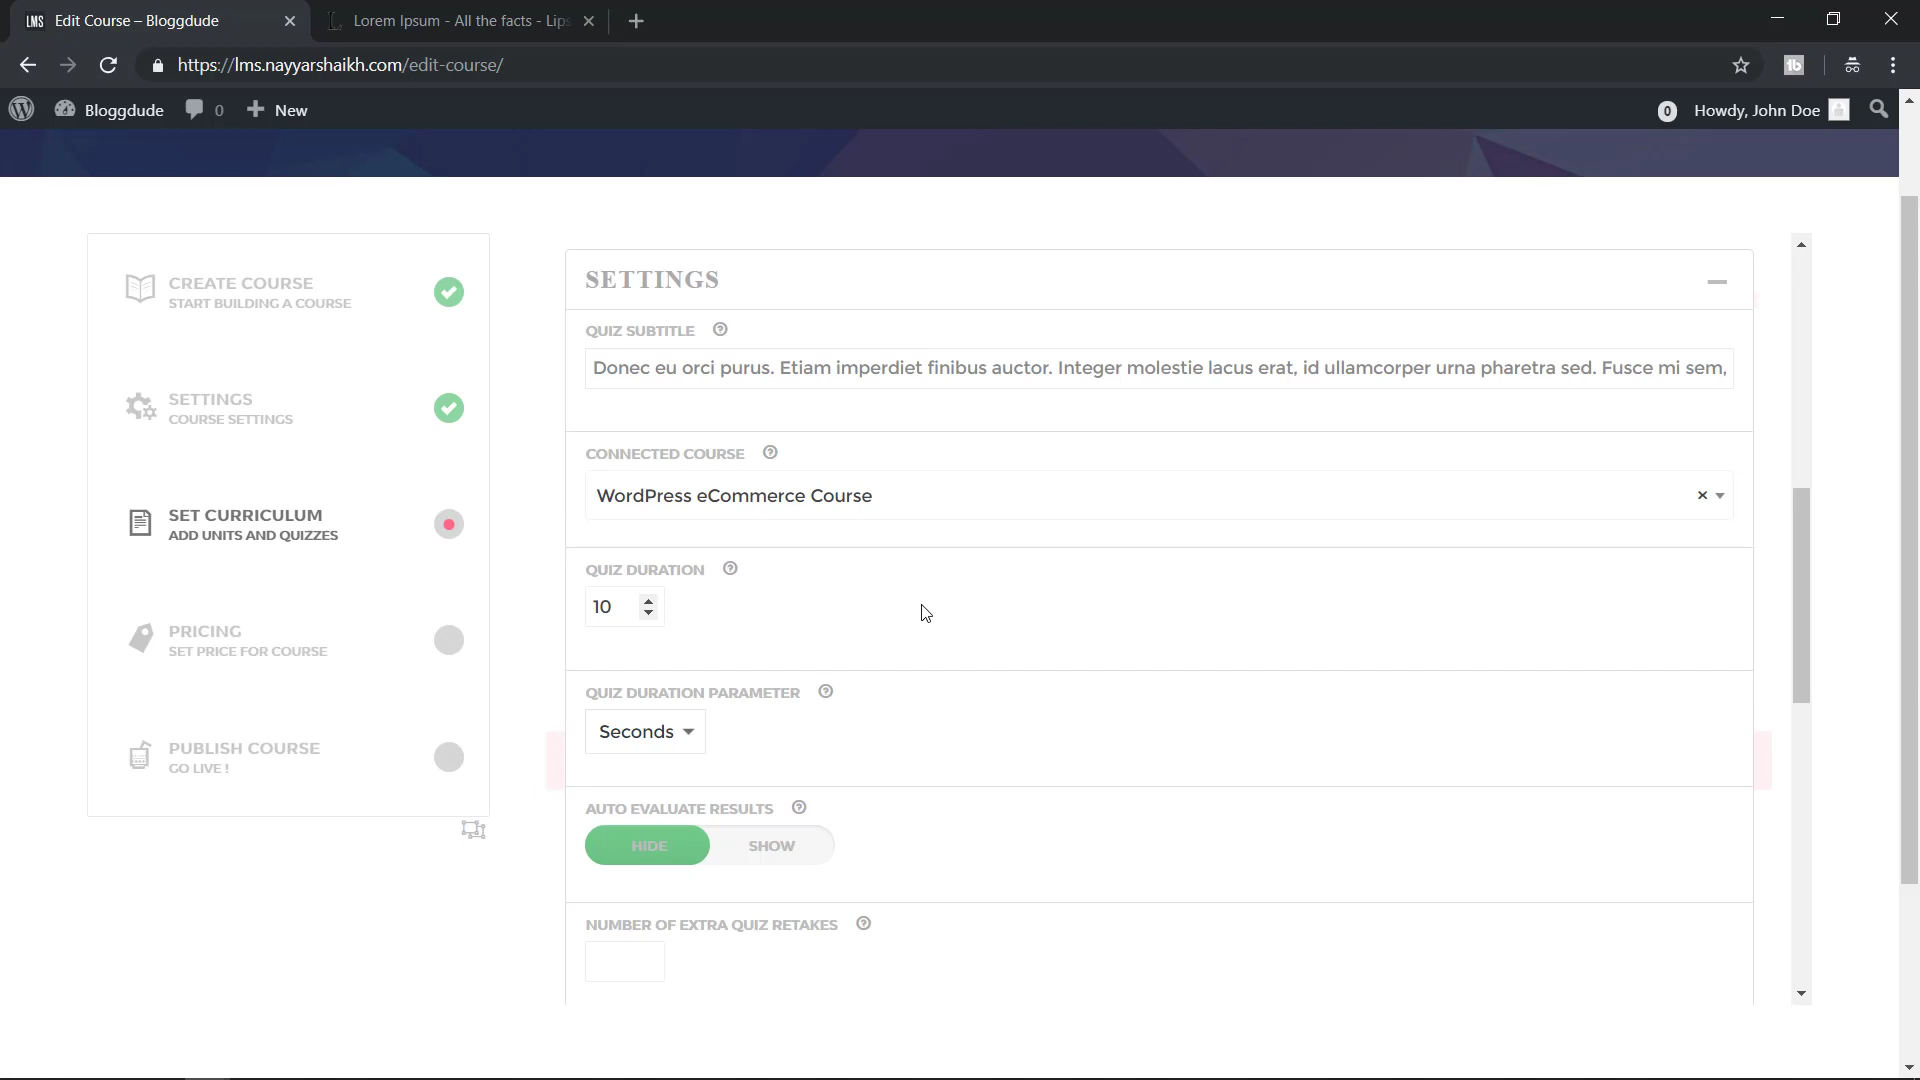 LMS Edit Course – Bloggdude
Lorem Ipsum - All the facts - Lips
https://lms.nayyarshaikh.com/edit-course/
Bloggdude 0 New
0 Howdy, John Doe
CREATE COURSE
START BUILDING A COURSE
SETTINGS
COURSE SETTINGS
SET CURRICULUM
ADD UNITS AND QUIZZES
PRICING
SET PRICE FOR COURSE
PUBLISH COURSE
GO LIVE !
SETTINGS
QUIZ SUBTITLE
Donec eu orci purus. Etiam imperdiet finibus auctor. Integer molestie lacus erat, id ullamcorper urna pharetra sed. Fusce mi sem,
CONNECTED COURSE
WordPress eCommerce Course
QUIZ DURATION
10
QUIZ DURATION PARAMETER
Seconds
AUTO EVALUATE RESULTS
HIDE SHOW
NUMBER OF EXTRA QUIZ RETAKES